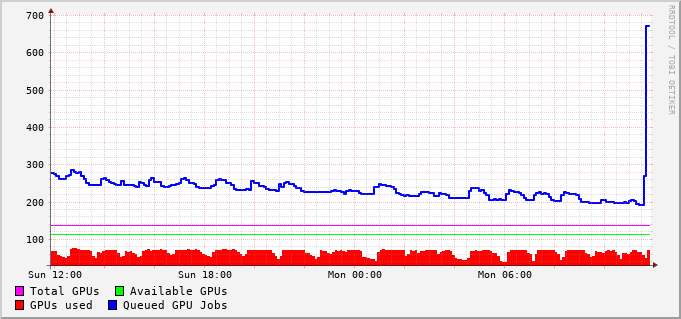 700
600
500
400
300
200
100
Sun 12:00 Sun 18:00 Mon 00:00 Mon 06:00
Total GPUs Available GPUs
GPUs used Queued GPU Jobs
RRDTOOL / TOBI OETIKER